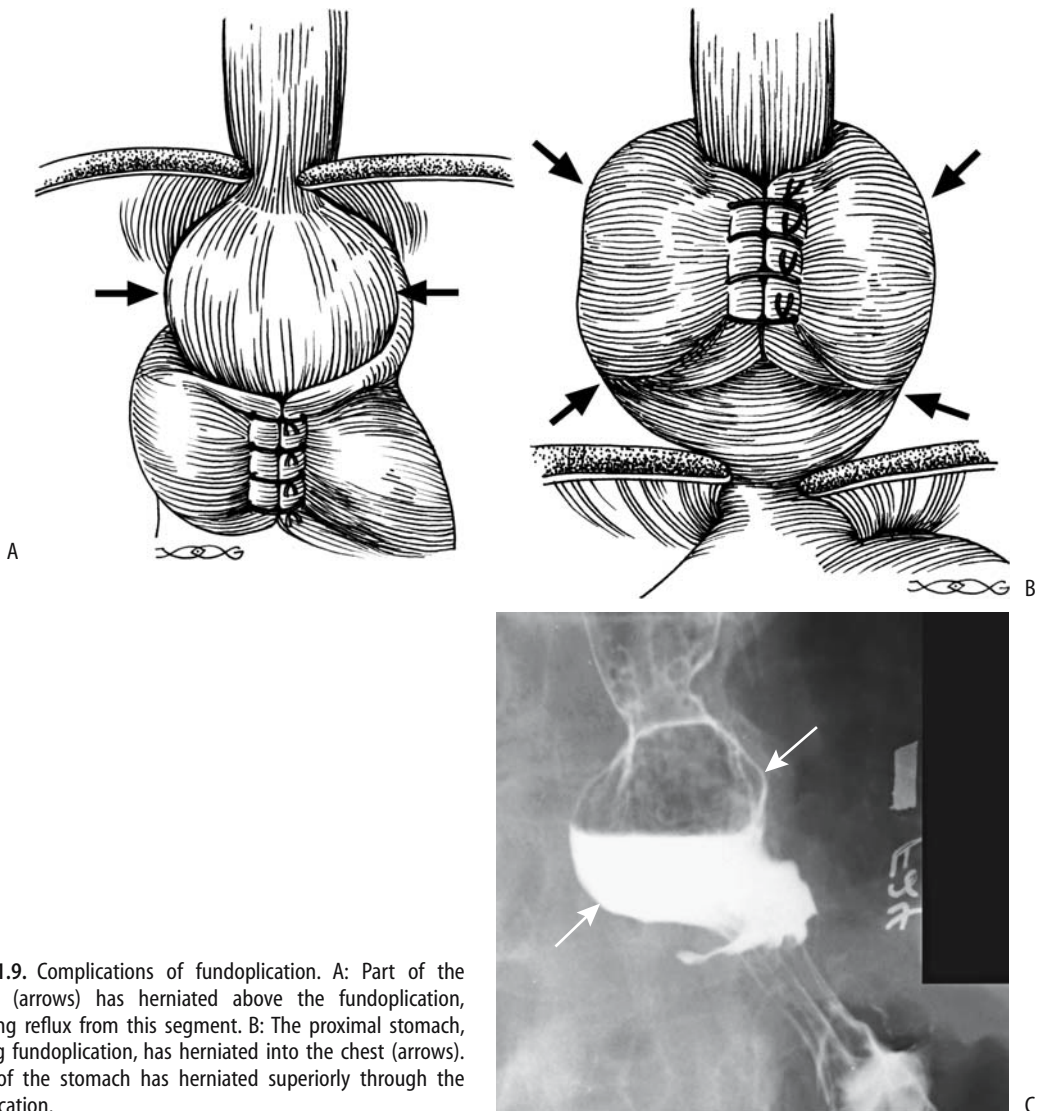 A
B
1.9. Complications of fundoplication. A: Part of the
(arrows) has herniated above the fundoplication,
ng reflux from this segment. B: The proximal stomach,
g fundoplication, has herniated into the chest (arrows).
of the stomach has herniated superiorly through the
ication.
C